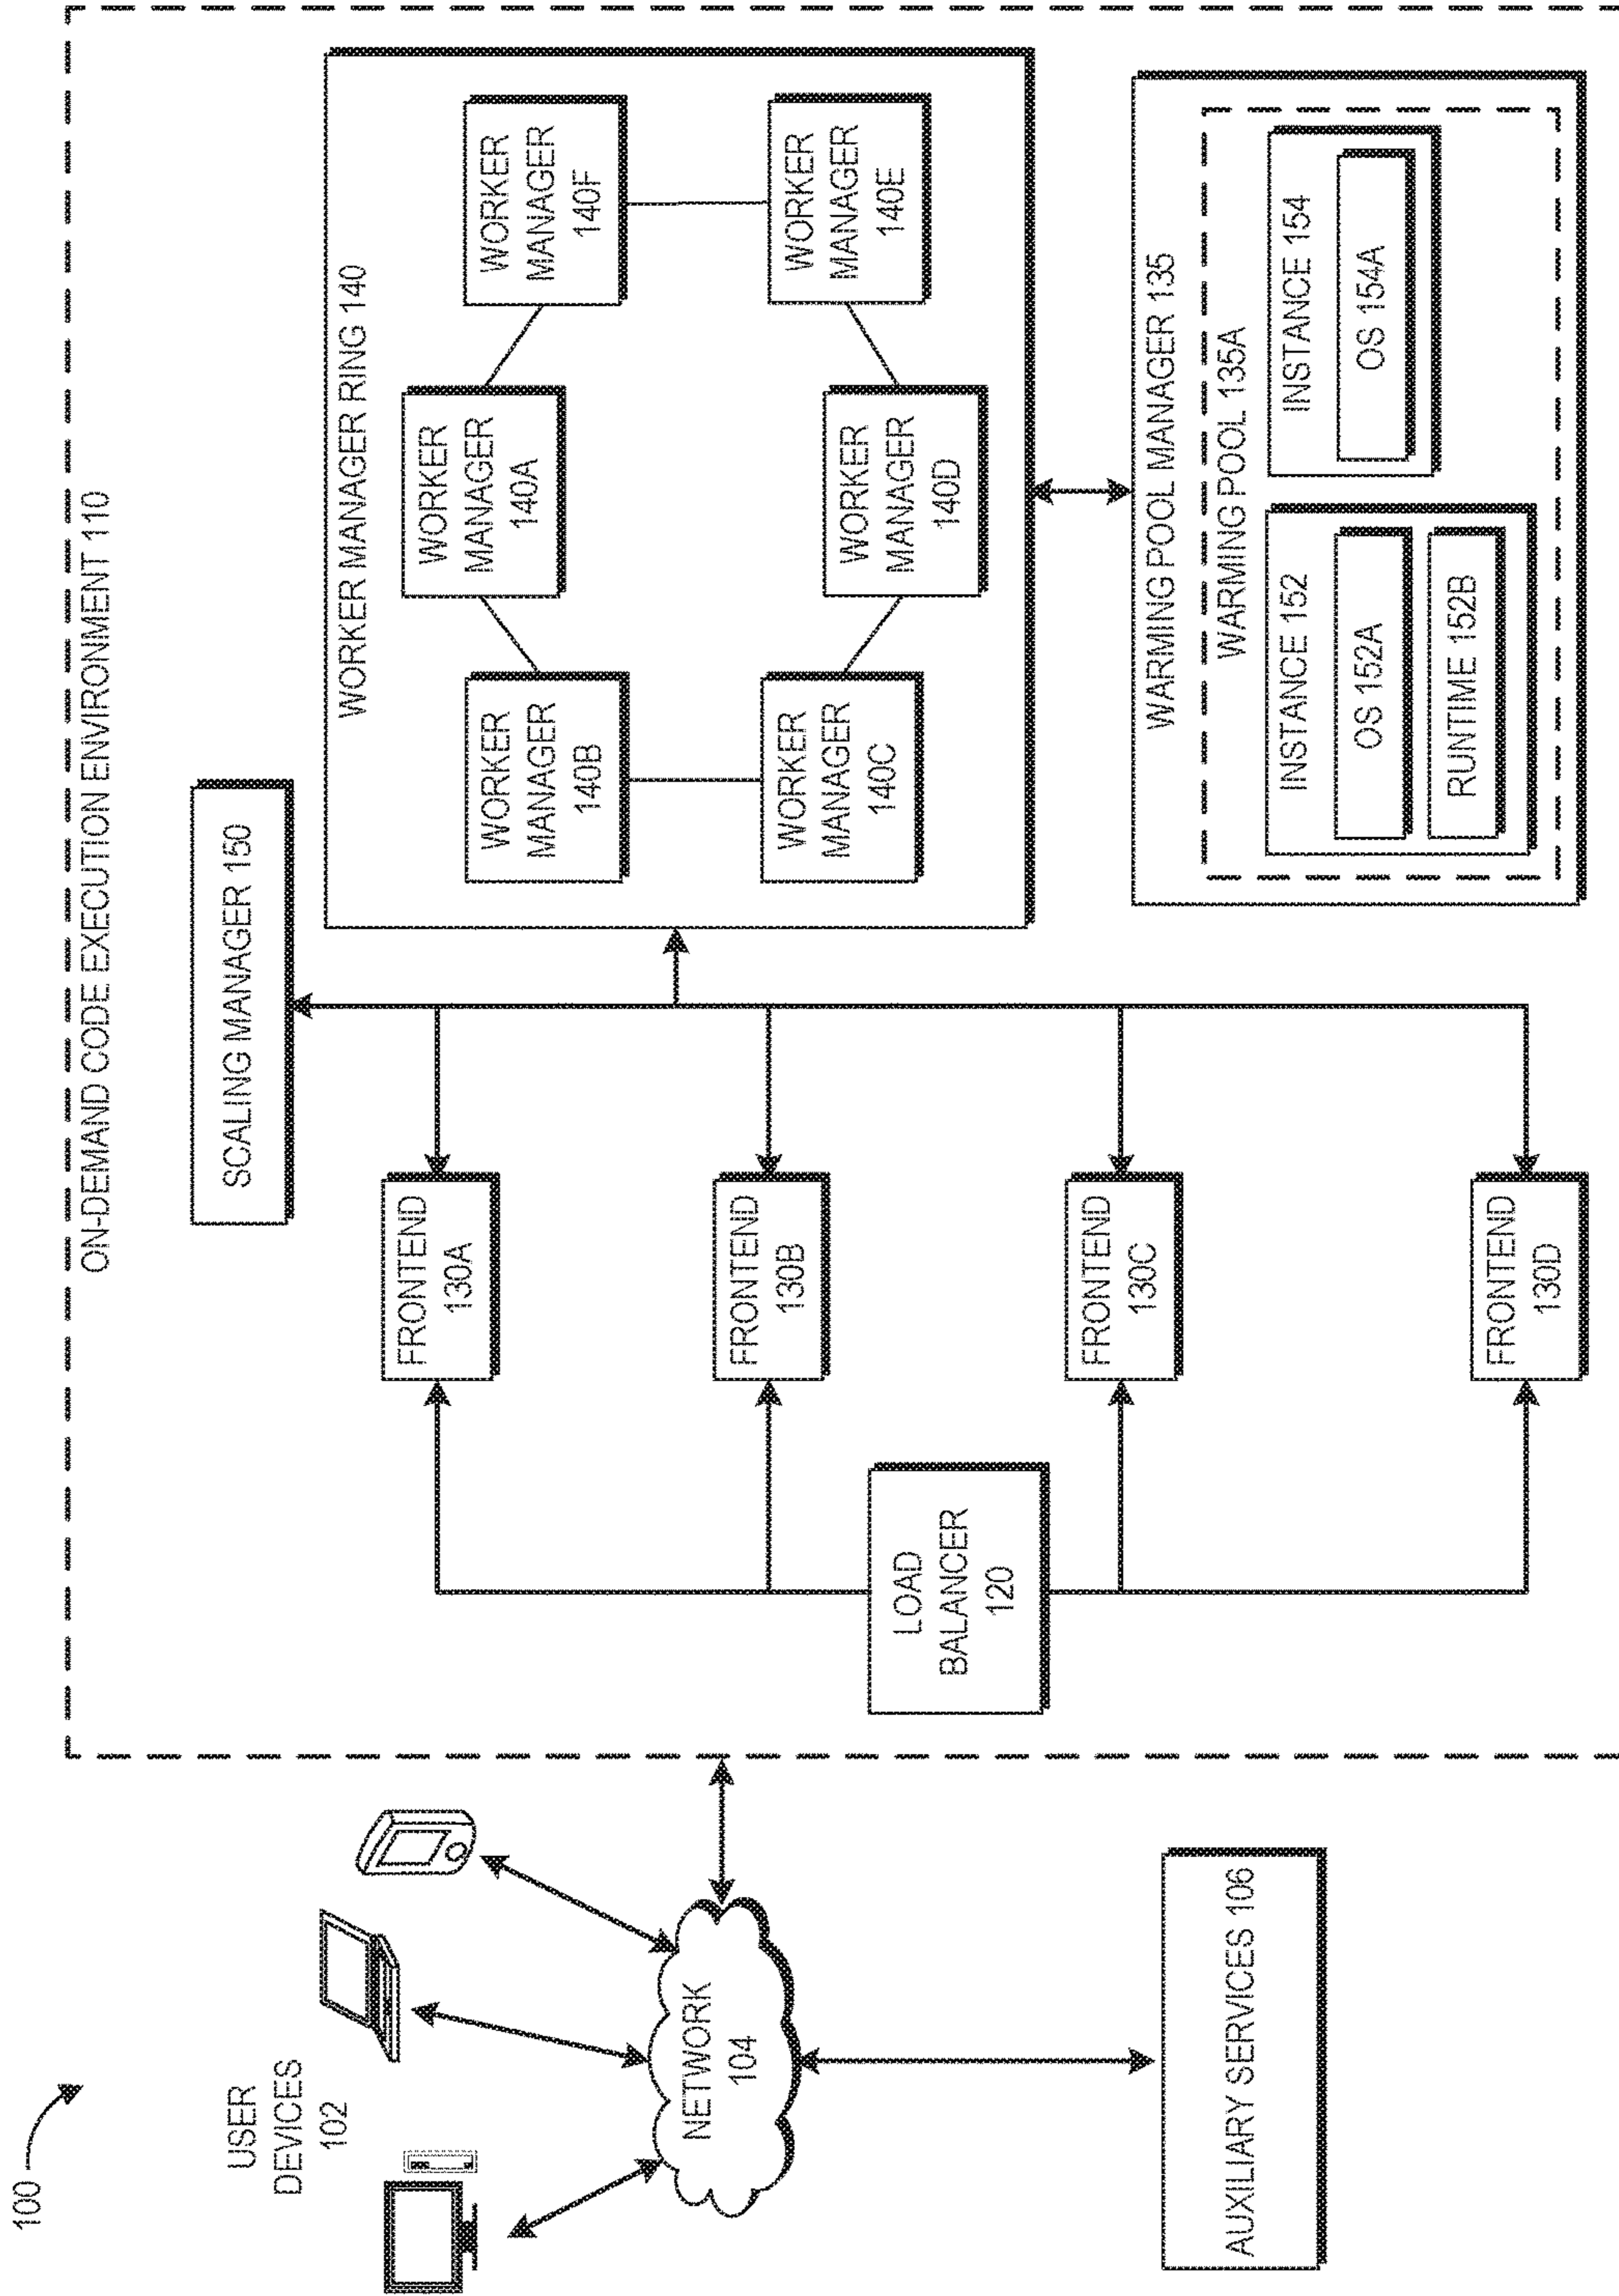 100
USER
DEVICES
102
NETWORK
104
AUXILIARY SERVICES 106
ON-DEMAND CODE EXECUTION ENVIRONMENT 110
LOAD
BALANCER
120
FRONTEND
130A
FRONTEND
130B
FRONTEND
130C
FRONTEND
130D
SCALING MANAGER 150
WORKER MANAGER RING 140
WORKER
MANAGER
140B
WORKER
MANAGER
140A
WORKER
MANAGER
140F
WORKER
MANAGER
140C
WORKER
MANAGER
140D
WORKER
MANAGER
140E
WARMING POOL MANAGER 135
WARMING POOL 135A
INSTANCE 152
OS 152A
RUNTIME 152B
INSTANCE 154
OS 154A